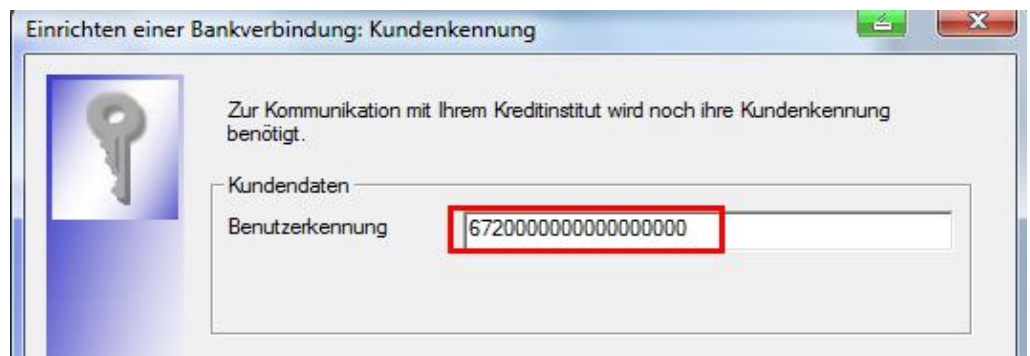 Einrichten einer Bankverbindung: Kundenkennung
Zur Kommunikation mit Ihrem Kreditinstitut wird noch ihre Kundenkennung
benötigt.
Kundendaten
Benutzerkennung
6720000000000000000